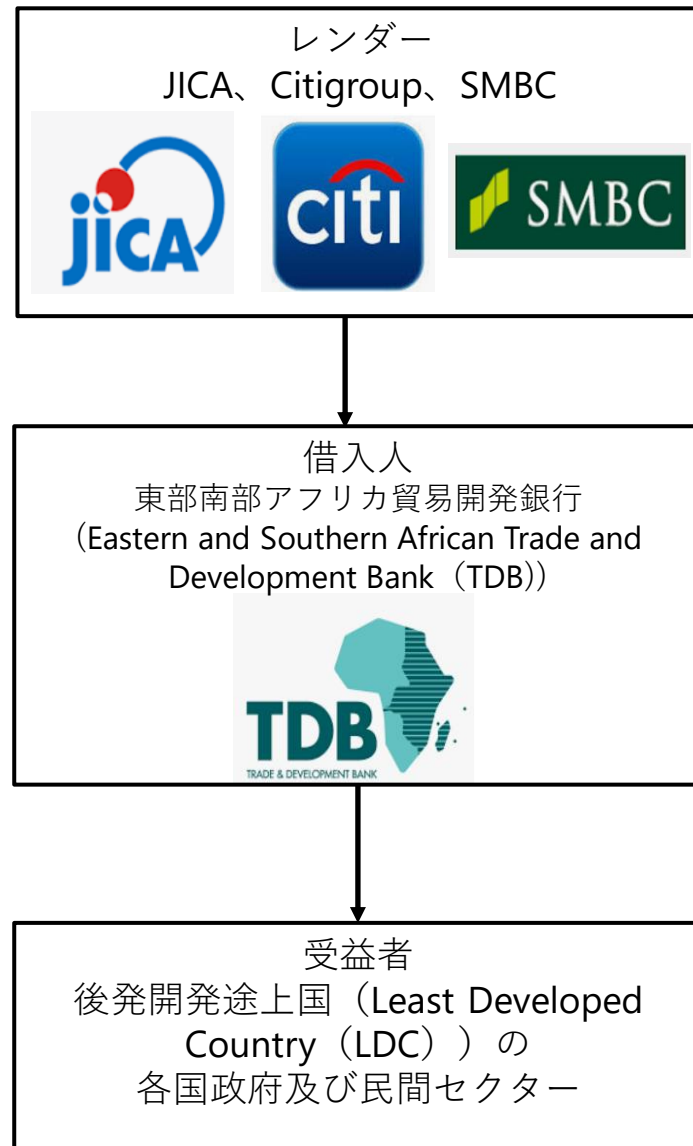 レンダー
JICA、Citigroup、SMBC
jICA
citi
SMBC
借入人
東部南部アフリカ貿易開発銀行
（Eastern and Southern African Trade and
Development Bank（TDB））
TDB
TRADE & DEVELOPMENT BANK
受益者
後発開発途上国（Least Developed
Country（LDC））の
各国政府及び民間セクター